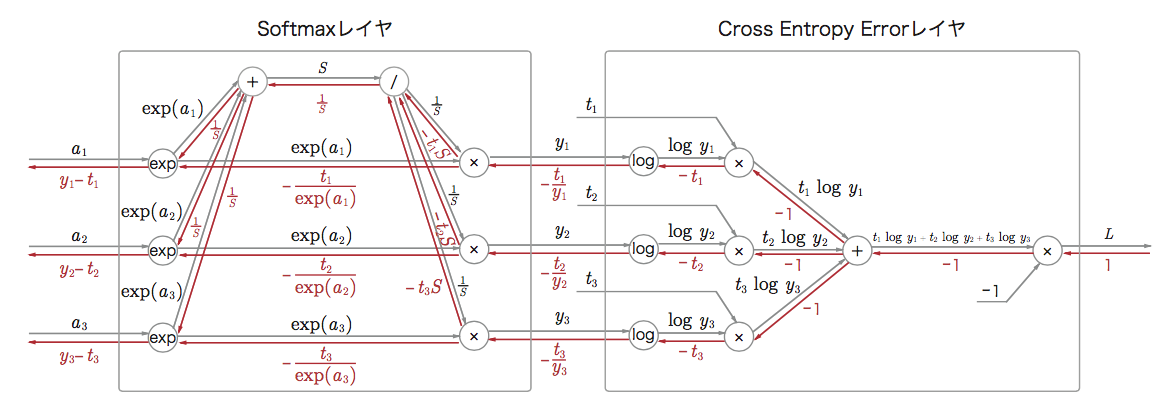 Softmaxレイヤ
Cross Entropy Errorレイヤ
+
S
1/S
/
exp(a₁)
1/S
1/S
-t₁S
t₁
a₁
y₁-t₁
exp
exp(a₁)
-t₁/exp(a₁)
×
y₁
-t₁/y₁
log
log y₁
-t₁
×
t₁ log y₁
-1
exp(a₂)
1/S
1/S
-t₂S
t₂
a₂
y₂-t₂
exp
exp(a₂)
-t₂/exp(a₂)
×
y₂
-t₂/y₂
log
log y₂
-t₂
×
t₂ log y₂
-1
+
t₁ log y₁ + t₂ log y₂ + t₃ log y₃
-1
×
L
1
-1
exp(a₃)
1/S
-t₃S
1/S
t₃
a₃
y₃-t₃
exp
exp(a₃)
-t₃/exp(a₃)
×
y₃
-t₃/y₃
log
log y₃
-t₃
×
t₃ log y₃
-1